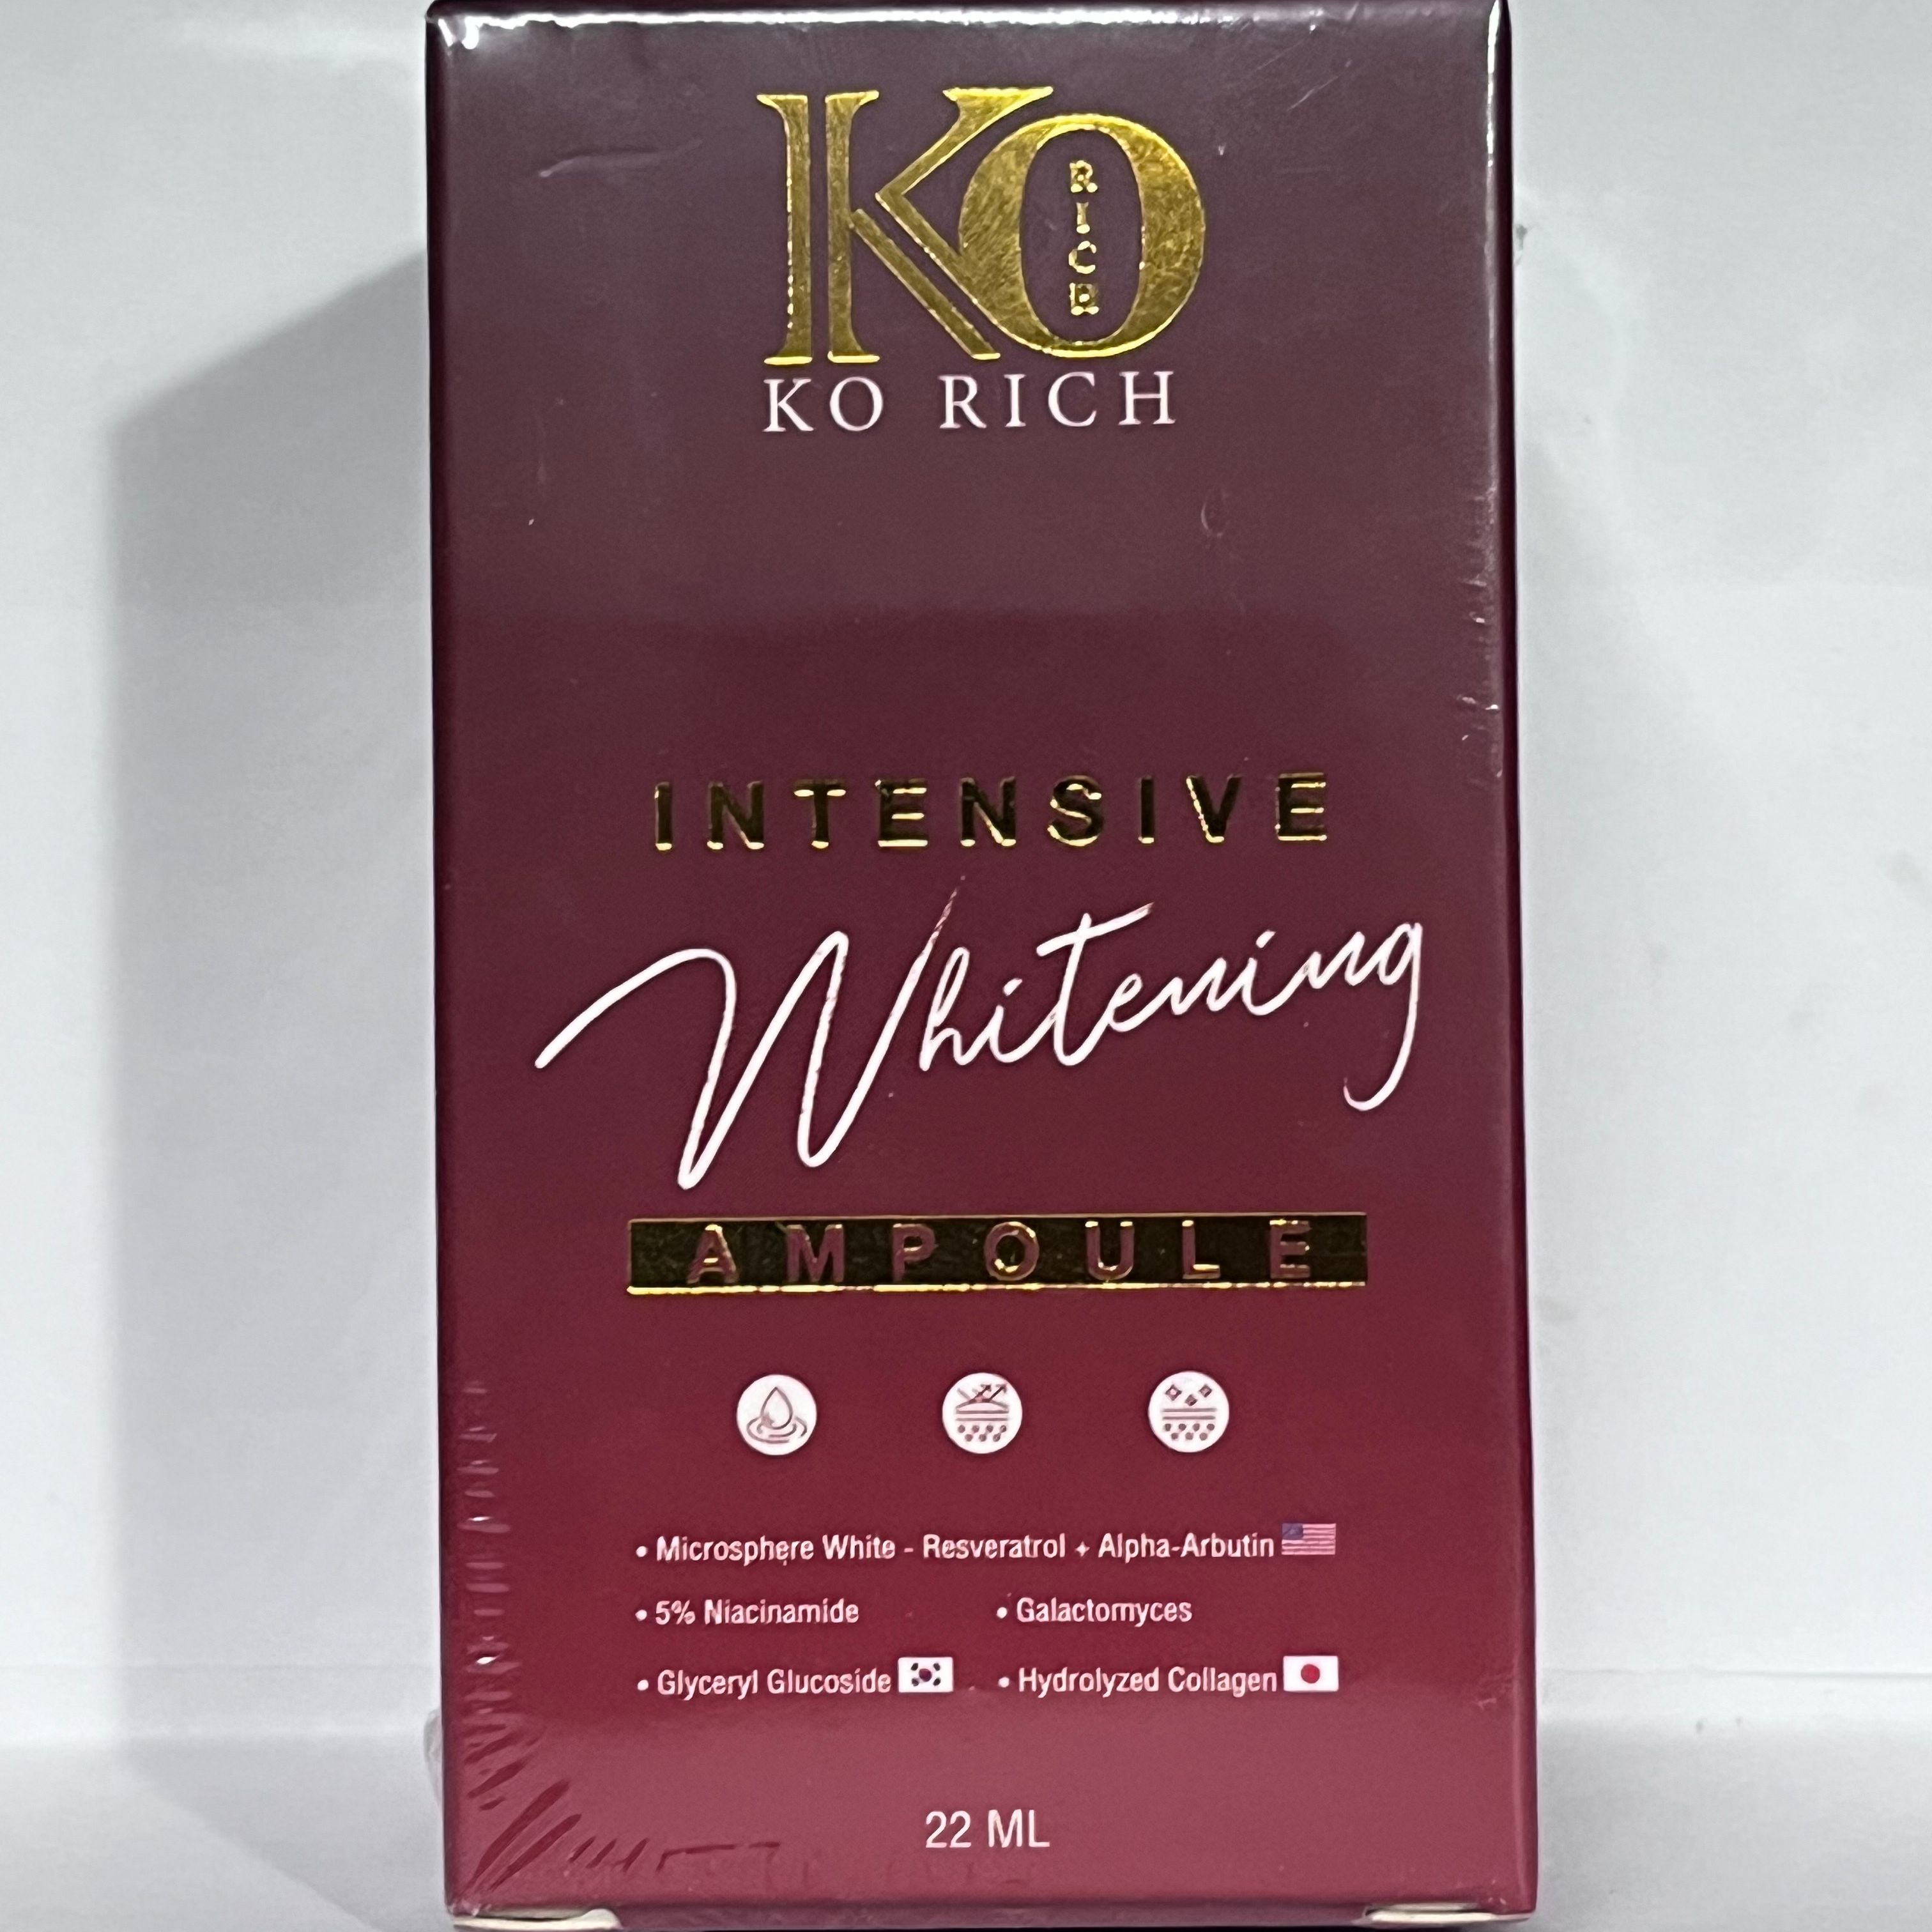 KO
RICH
KO RICH
INTENSIVE
Whitening
AMPOULE
• Microsphere White - Resveratrol + Alpha-Arbutin
• 5% Niacinamide • Galactomyces
• Glyceryl Glucoside • Hydrolyzed Collagen
22 ML